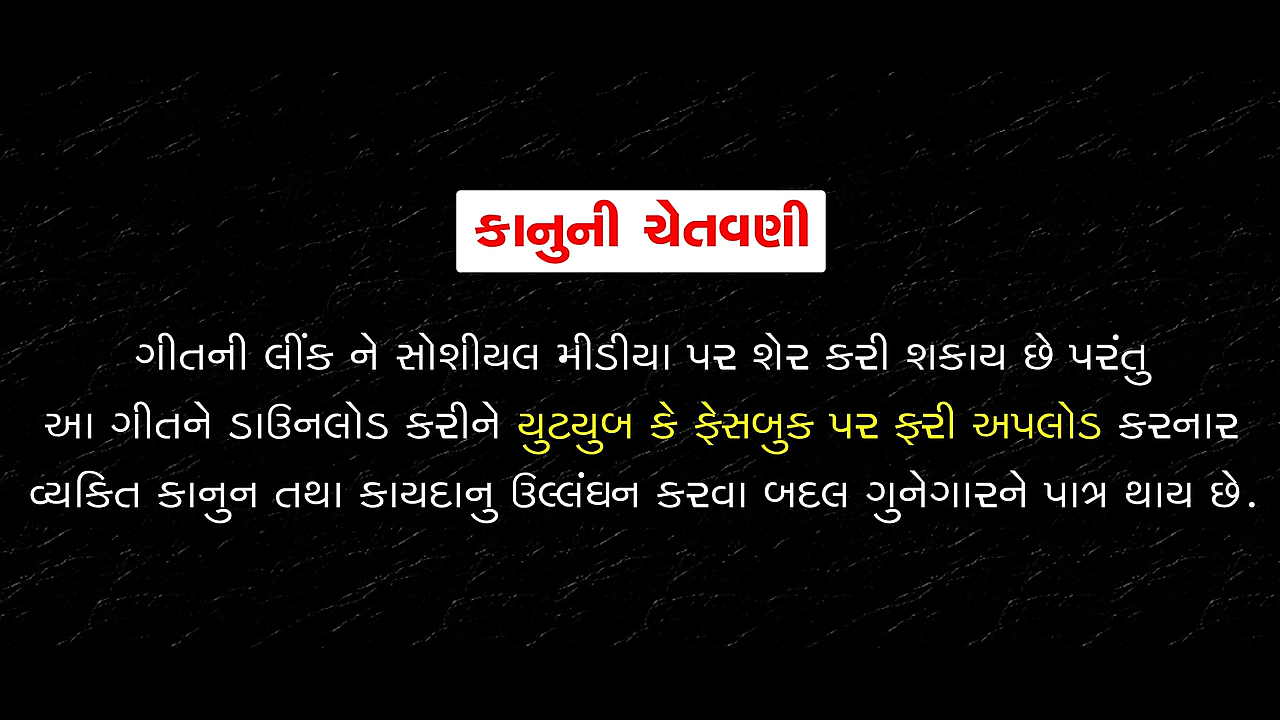 કાનુની ચેતવણી
ગીતની લીંક ને સોશીયલ મીડીયા પર શેર કરી શકાય છે પરંતુ
આ ગીતને ડાઉનલોડ કરીને યુટયુબ કે ફેસબુક પર ફરી અપલોડ કરનાર
વ્યકિત કાનુન તથા કાયદાનુ ઉલ્લંઘન કરવા બદલ ગુનેગારને પાત્ર થાય છે.